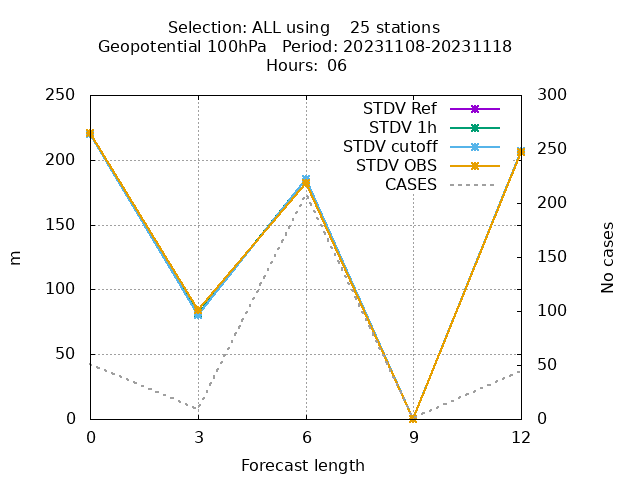 Selection: ALL using    25 stations
Geopotential 100hPa   Period: 20231108-20231118
Hours:  06
250
200
150
100
50
0
m
300
250
200
150
100
50
0
No cases
STDV Ref
STDV 1h
STDV cutoff
STDV OBS
CASES
0
3
6
9
12
Forecast length